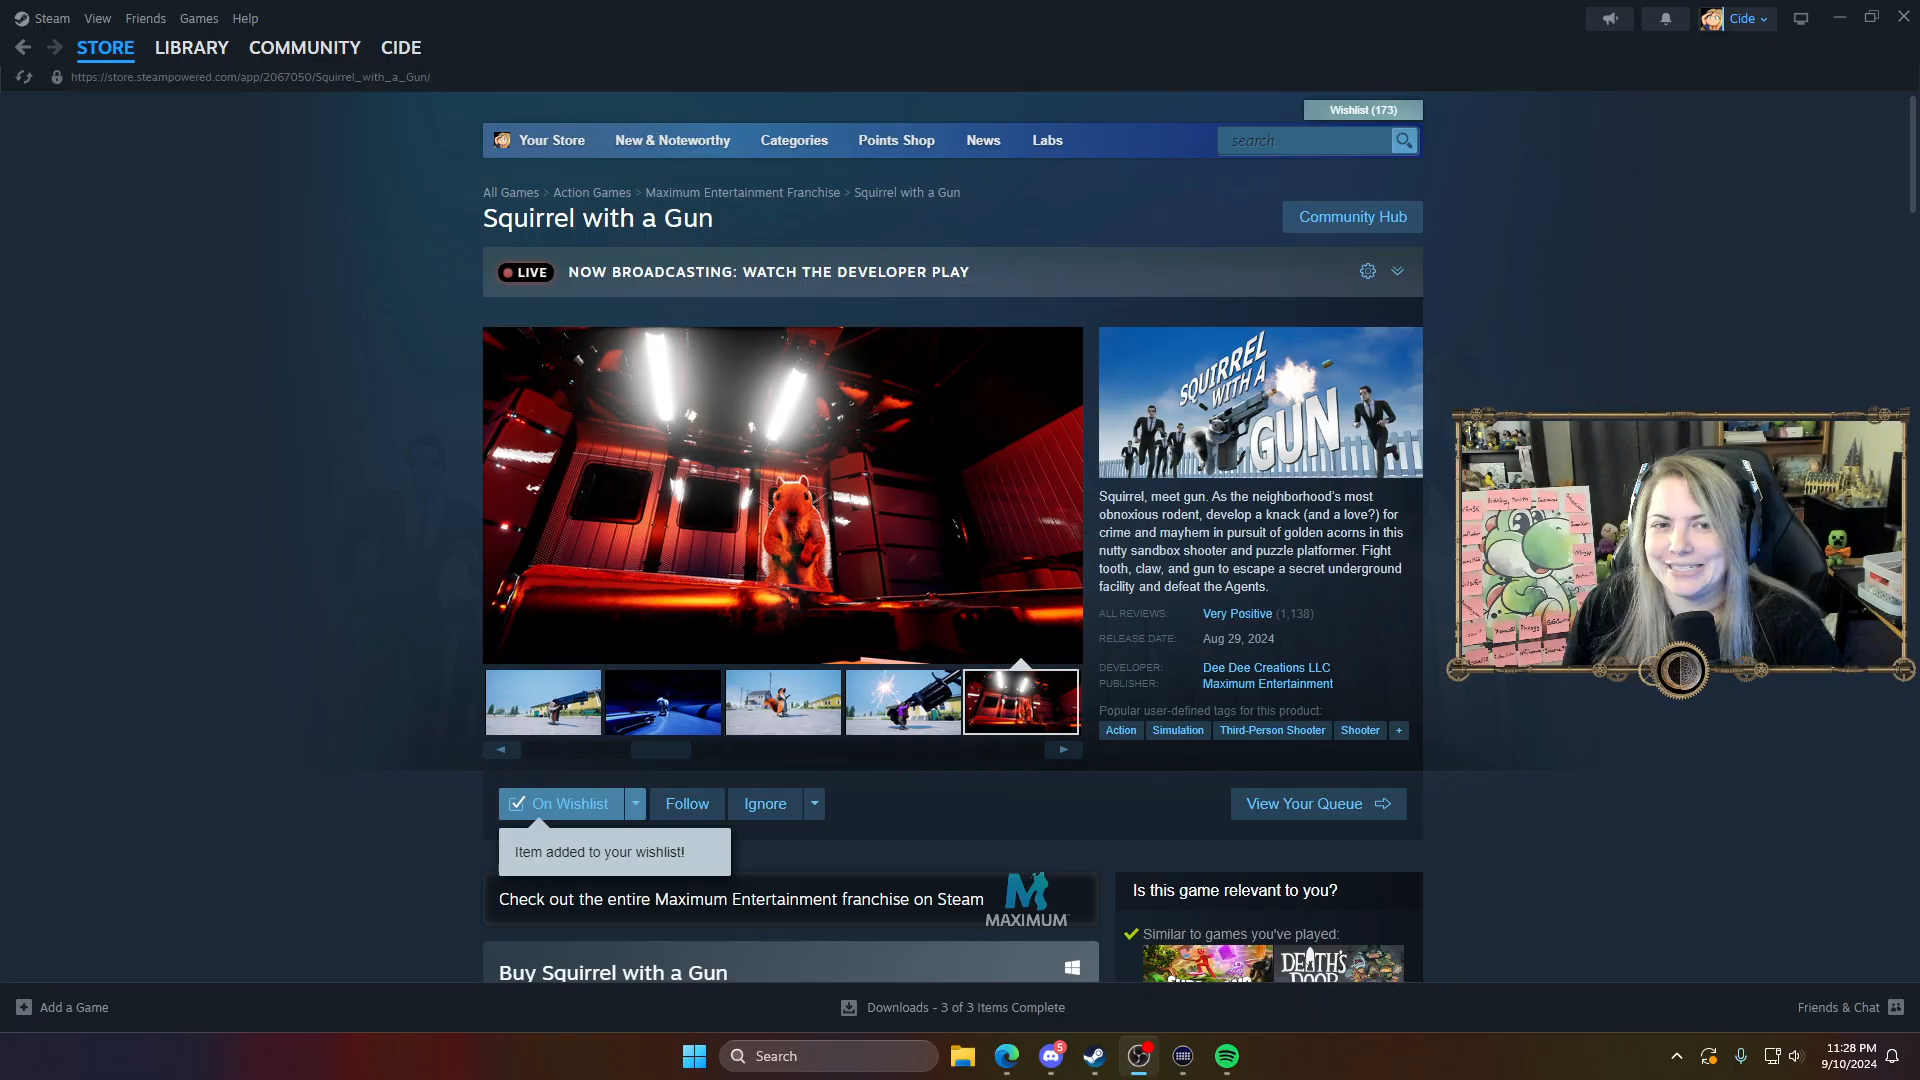 Steam View Friends Games Help
Cide
STORE LIBRARY COMMUNITY CIDE
https://store.steampowered.com/app/2067050/Squirrel_with_a_Gun/
Wishlist (173)
Your Store New & Noteworthy Categories Points Shop News Labs search
All Games > Action Games > Maximum Entertainment Franchise > Squirrel with a Gun
Squirrel with a Gun
Community Hub
LIVE NOW BROADCASTING: WATCH THE DEVELOPER PLAY
SQUIRREL
WITH A
GUN
Squirrel, meet gun. As the neighborhood's most
obnoxious rodent, develop a knack (and a love?) for
crime and mayhem in pursuit of golden acorns in this
nutty sandbox shooter and puzzle platformer. Fight
tooth, claw, and gun to escape a secret underground
facility and defeat the Agents.
ALL REVIEWS: Very Positive (1,138)
RELEASE DATE: Aug 29, 2024
DEVELOPER: Dee Dee Creations LLC
PUBLISHER: Maximum Entertainment
Popular user-defined tags for this product:
Action Simulation Third-Person Shooter Shooter +
On Wishlist Follow Ignore View Your Queue
Item added to your wishlist!
Check out the entire Maximum Entertainment franchise on Steam
M
MAXIMUM
Is this game relevant to you?
Similar to games you've played:
DEATH'S
DOOR
Buy Squirrel with a Gun
Add a Game
Downloads - 3 of 3 Items Complete
Friends & Chat
Search
5
11:28 PM
9/10/2024